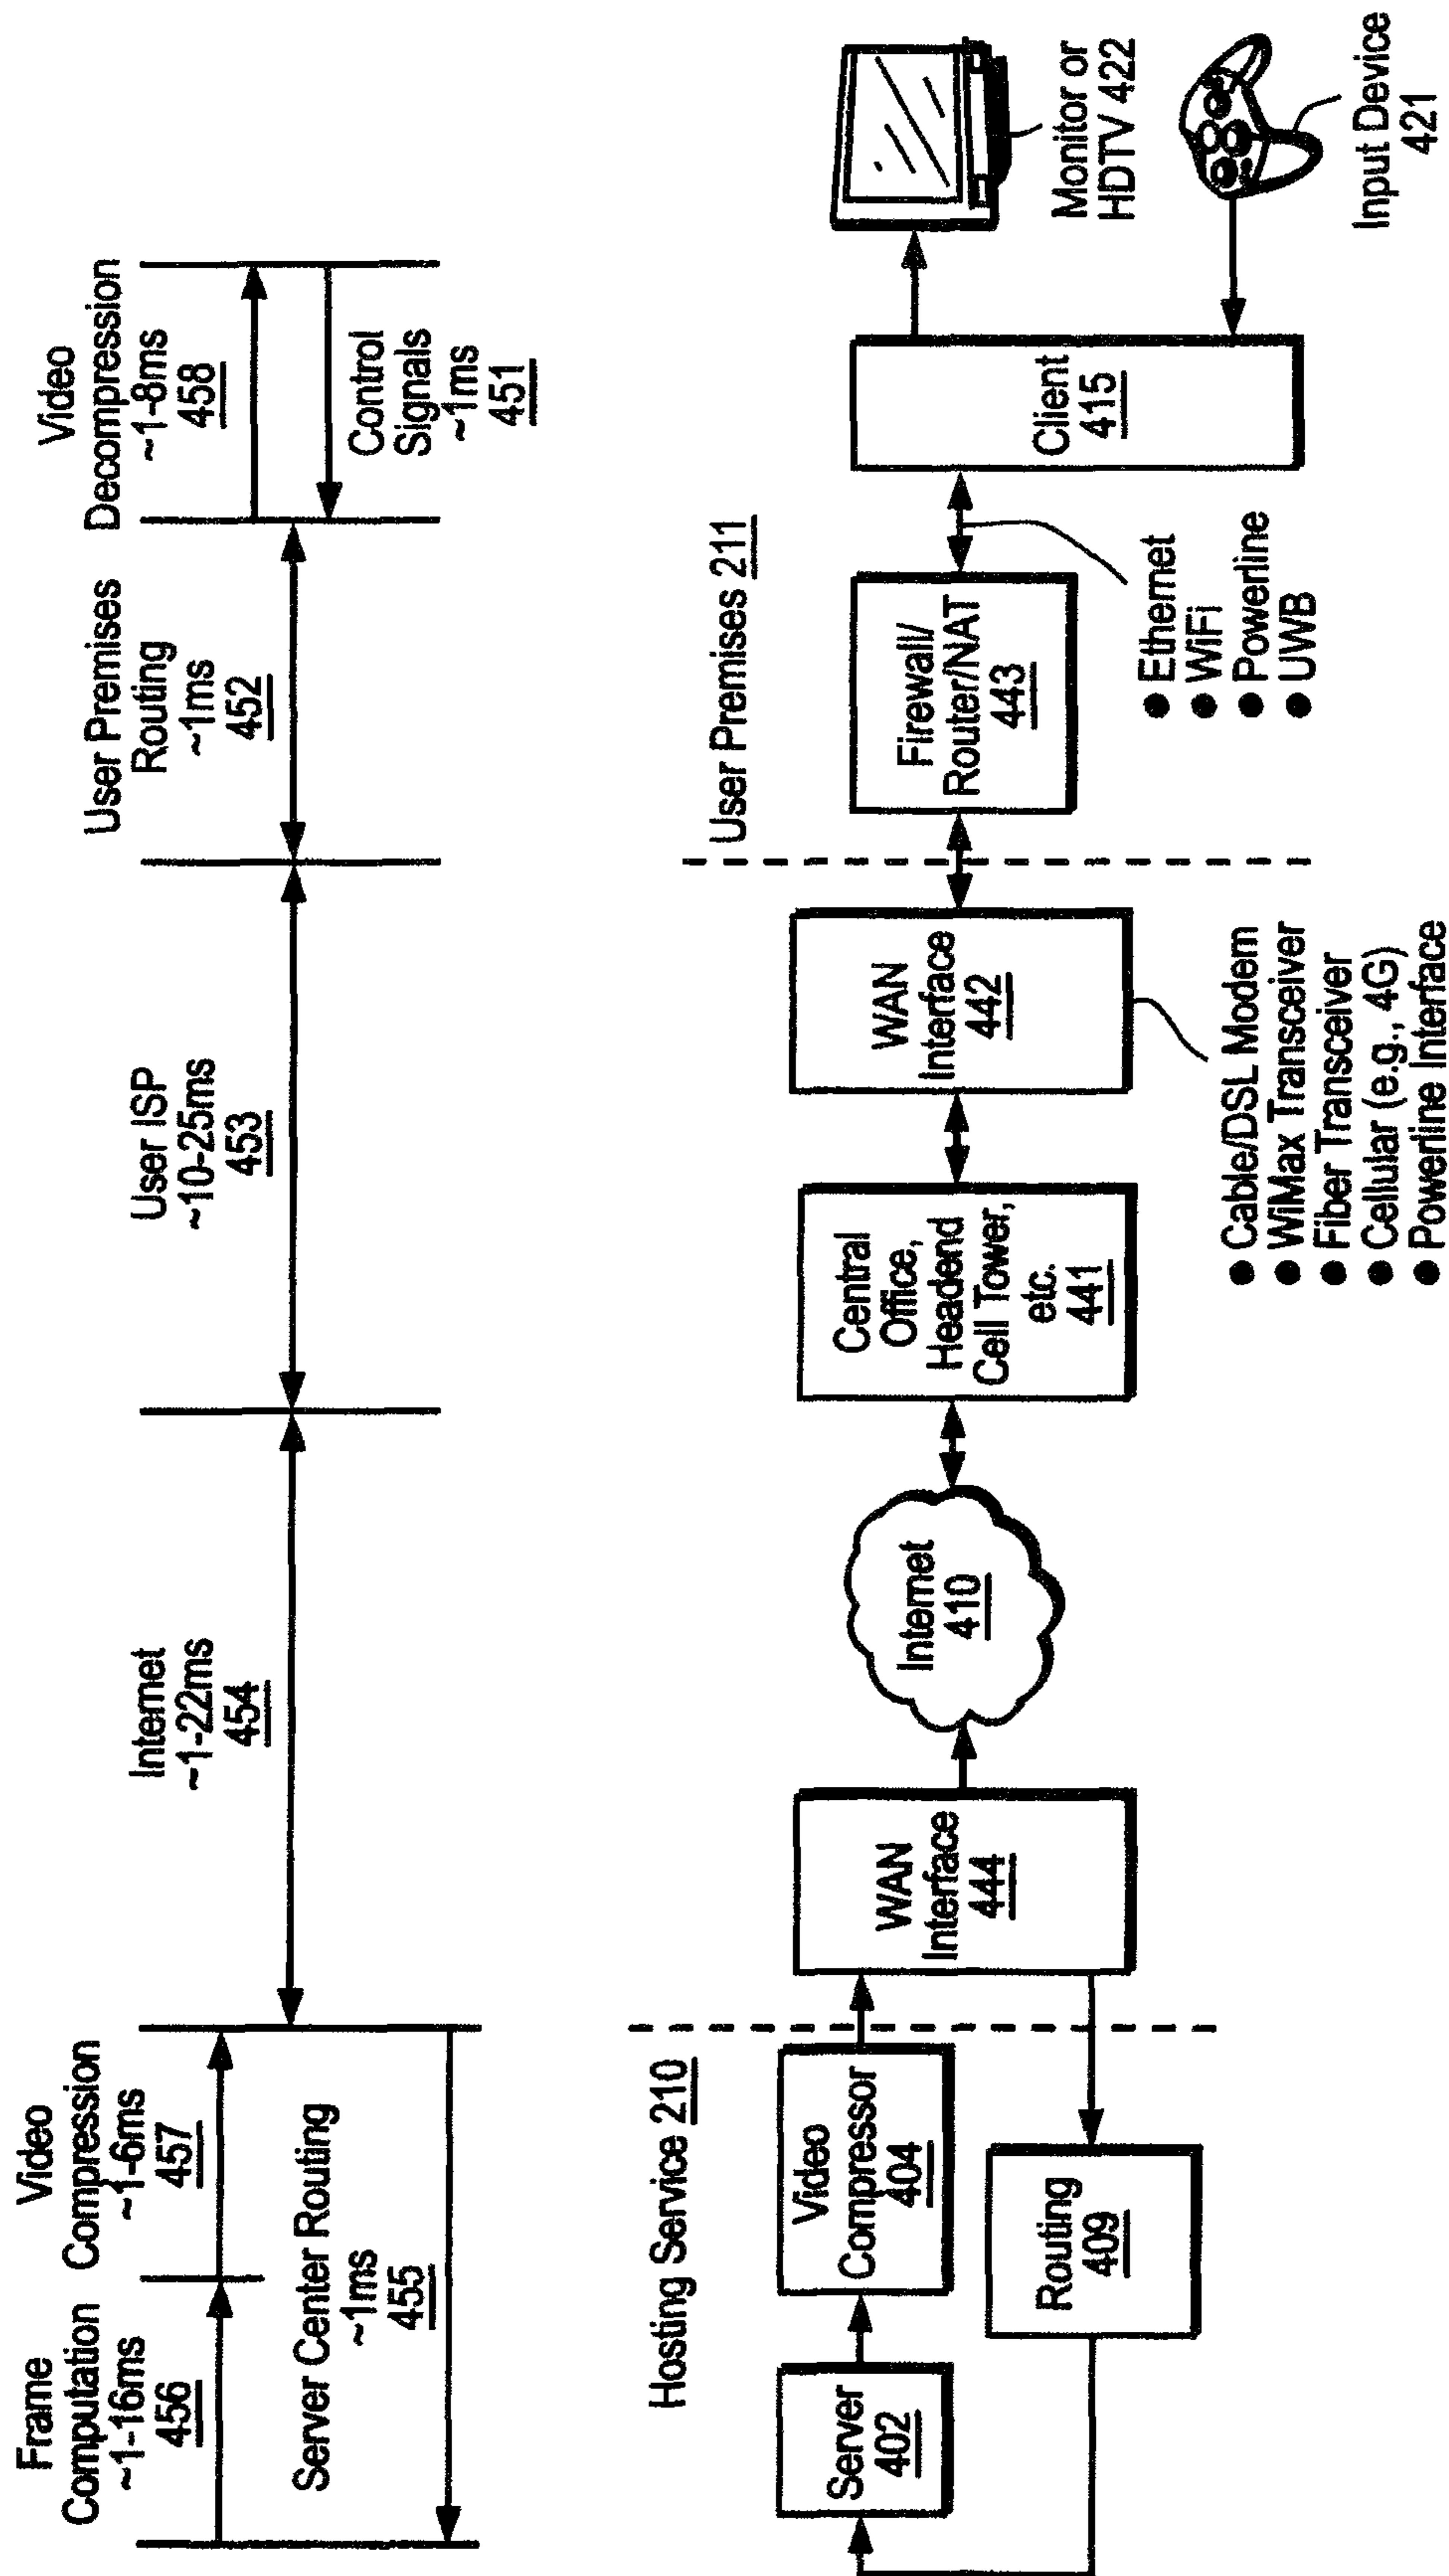 Frame
Computation
~1-16ms
456
Video
Compression
~1-6ms
457
Server Center Routing
~1ms
455
Internet
~1-22ms
454
User ISP
~10-25ms
453
User Premises
Routing
~1ms
452
Video
Decompression
~1-8ms
458
Control
Signals
~1ms
451
Hosting Service 210
Server
402
Video
Compressor
404
Routing
409
WAN
Interface
444
Internet
410
Central
Office,
Headend
Cell Tower,
etc.
441
WAN
Interface
442
● Cable/DSL Modem
● WiMax Transceiver
● Fiber Transceiver
● Cellular (e.g., 4G)
● Powerline Interface
User Premises 211
Firewall/
Router/NAT
443
● Ethernet
● WiFi
● Powerline
● UWB
Client
415
Monitor or
HDTV 422
Input Device
421